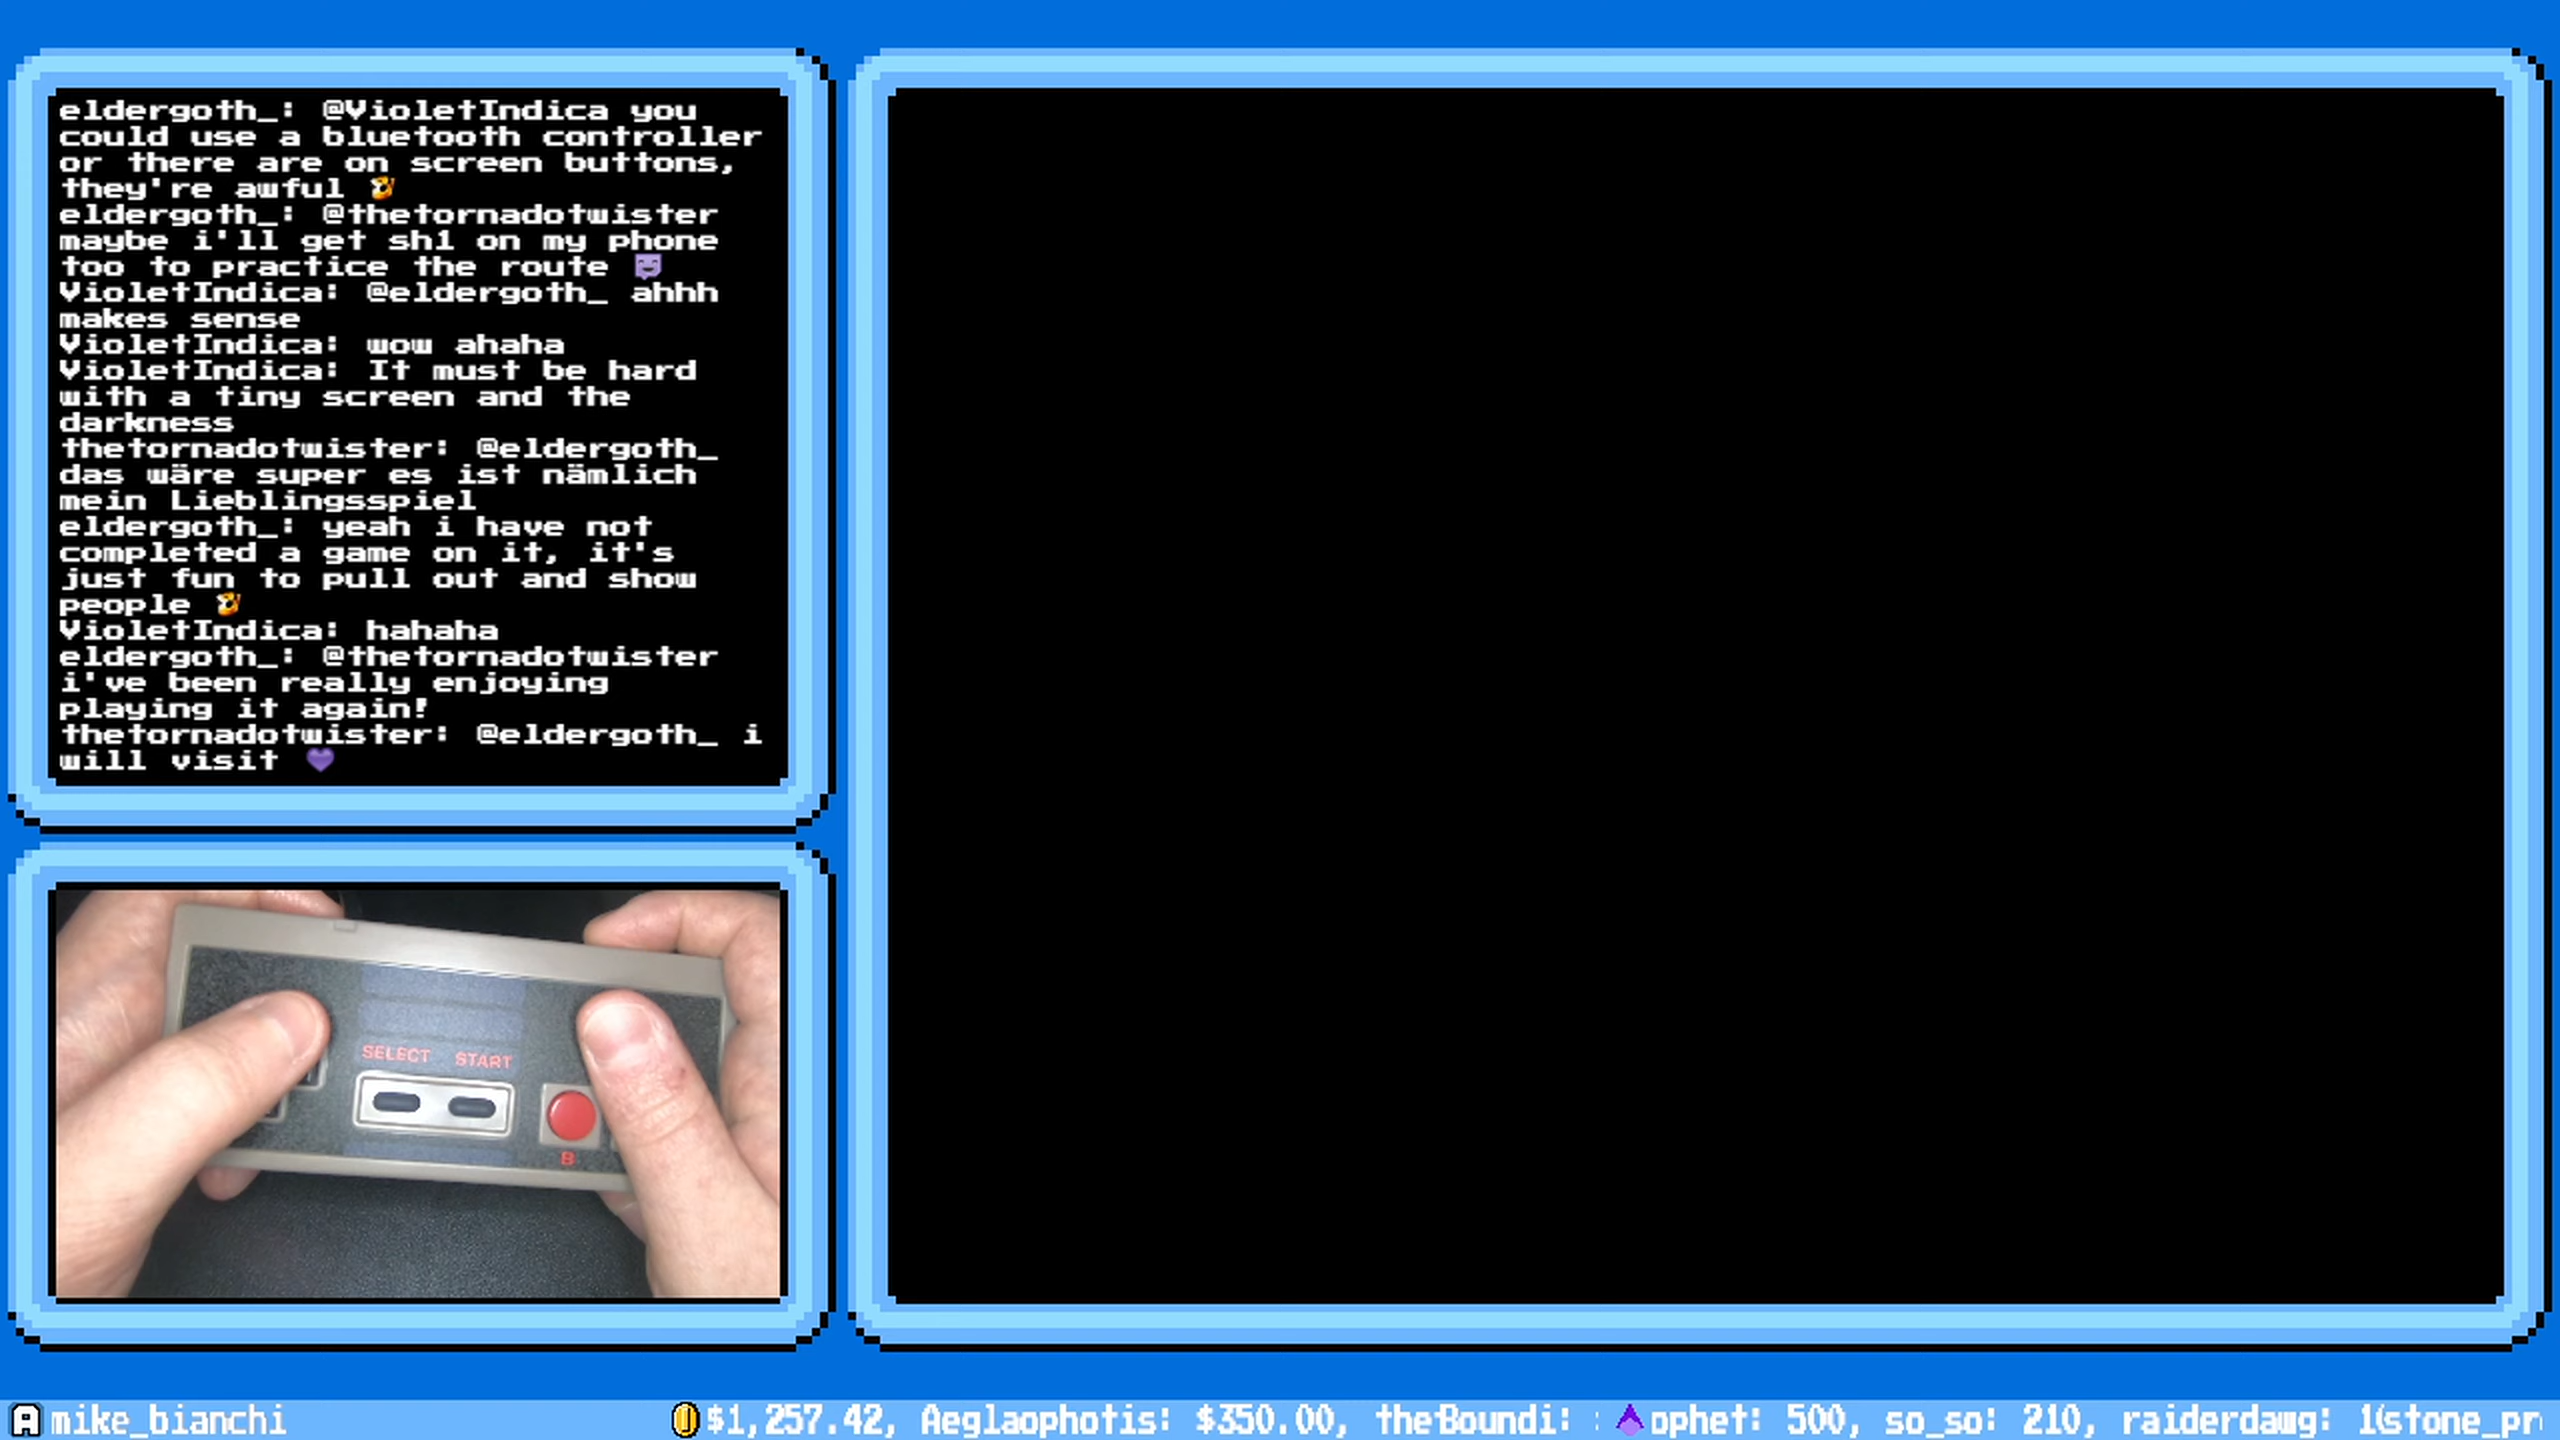 eldergoth_: @VioletIndica you
could use a bluetooth controller
or there are on screen buttons,
they're awful
eldergoth_: @thetornadotwister
maybe i'll get sh1 on my phone
too to practice the route
VioletIndica: @eldergoth_ ahhh
makes sense
VioletIndica: wow ahaha
VioletIndica: It must be hard
with a tiny screen and the
darkness
thetornadotwister: @eldergoth_
das wäre super es ist nämlich
mein Lieblingsspiel
eldergoth_: yeah i have not
completed a game on it, it's
just fun to pull out and show
people
VioletIndica: hahaha
eldergoth_: @thetornadotwister
i've been really enjoying
playing it again!
thetornadotwister: @eldergoth_ i
will visit
SELECT START
B
A mike_bianchi $1,257.42, Aeglaophotis: $350.00, theBoundi: ophet: 500, so_so: 210, raiderdawg: stone_pr